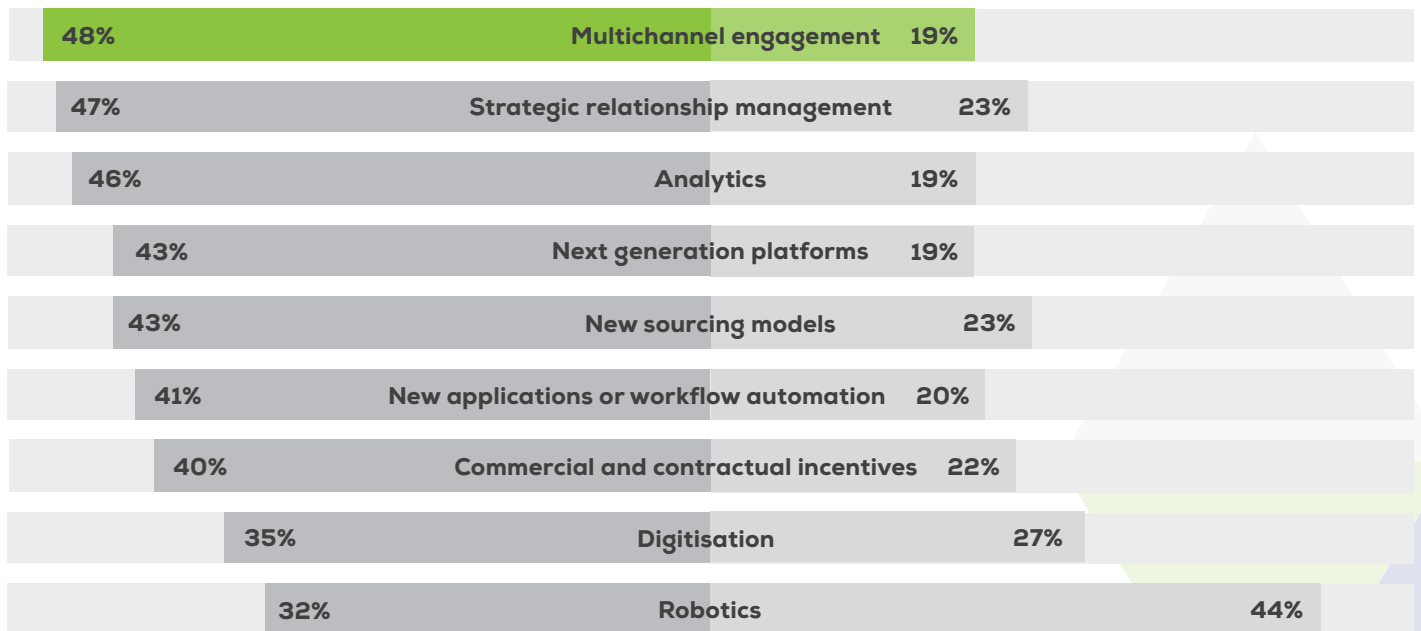 48% Multichannel engagement 19%
47% Strategic relationship management 23%
46% Analytics 19%
43% Next generation platforms 19%
43% New sourcing models 23%
41% New applications or workflow automation 20%
40% Commercial and contractual incentives 22%
35% Digitisation 27%
32% Robotics 44%